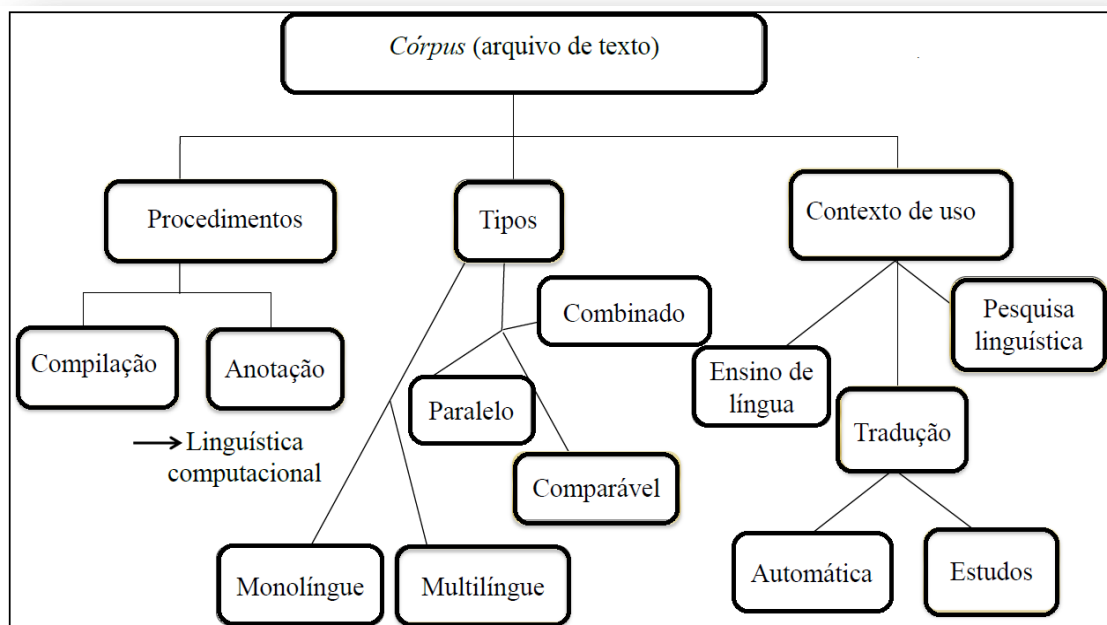 Córpus (arquivo de texto)
Procedimentos
Tipos
Contexto de uso
Compilação
Anotação
Combinado
Paralelo
Comparável
Ensino de
língua
Pesquisa
linguística
Tradução
→ Linguística
computacional
Monolíngue
Multilíngue
Automática
Estudos